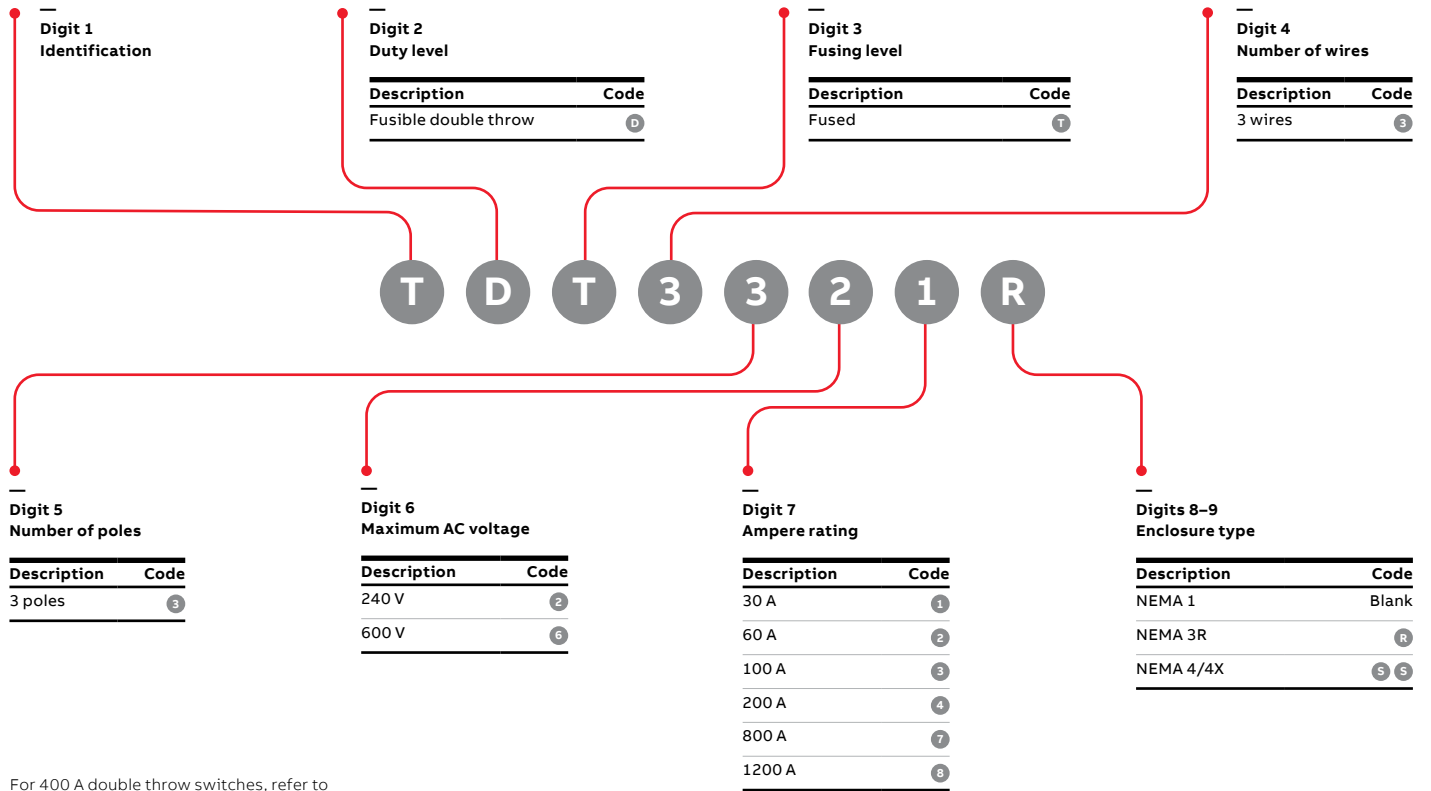 Digit 1
Identification
Digit 2
Duty level
Description Code
Fusible double throw D
Digit 3
Fusing level
Description Code
Fused T
Digit 4
Number of wires
Description Code
3 wires 3
T D T 3 3 2 1 R
Digit 5
Number of poles
Description Code
3 poles 3
Digit 6
Maximum AC voltage
Description Code
240 V 2
600 V 6
Digit 7
Ampere rating
Description Code
30 A 1
60 A 2
100 A 3
200 A 4
800 A 7
1200 A 8
Digits 8–9
Enclosure type
Description Code
NEMA 1 Blank
NEMA 3R R
NEMA 4/4X S S
For 400 A double throw switches, refer to